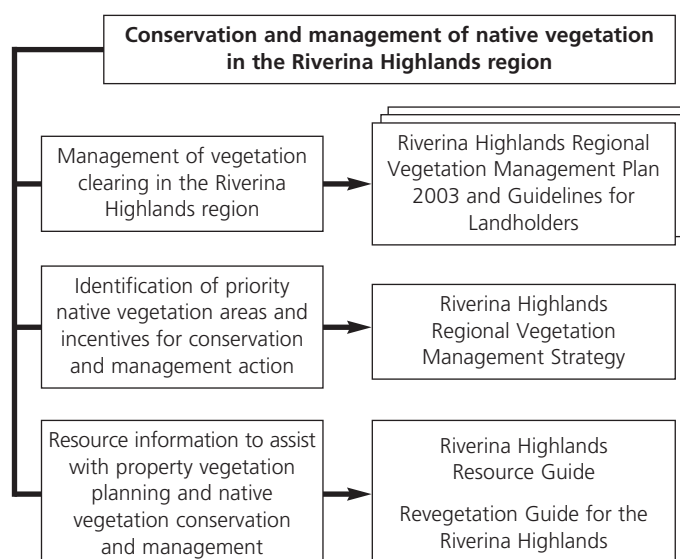 Conservation and management of native vegetation
in the Riverina Highlands region
Management of vegetation
clearing in the Riverina
Highlands region
Riverina Highlands Regional
Vegetation Management Plan
2003 and Guidelines for
Landholders
Identification of priority
native vegetation areas and
incentives for conservation
and management action
Riverina Highlands
Regional Vegetation
Management Strategy
Resource information to assist
with property vegetation
planning and native
vegetation conservation
and management
Riverina Highlands
Resource Guide
Revegetation Guide for the
Riverina Highlands